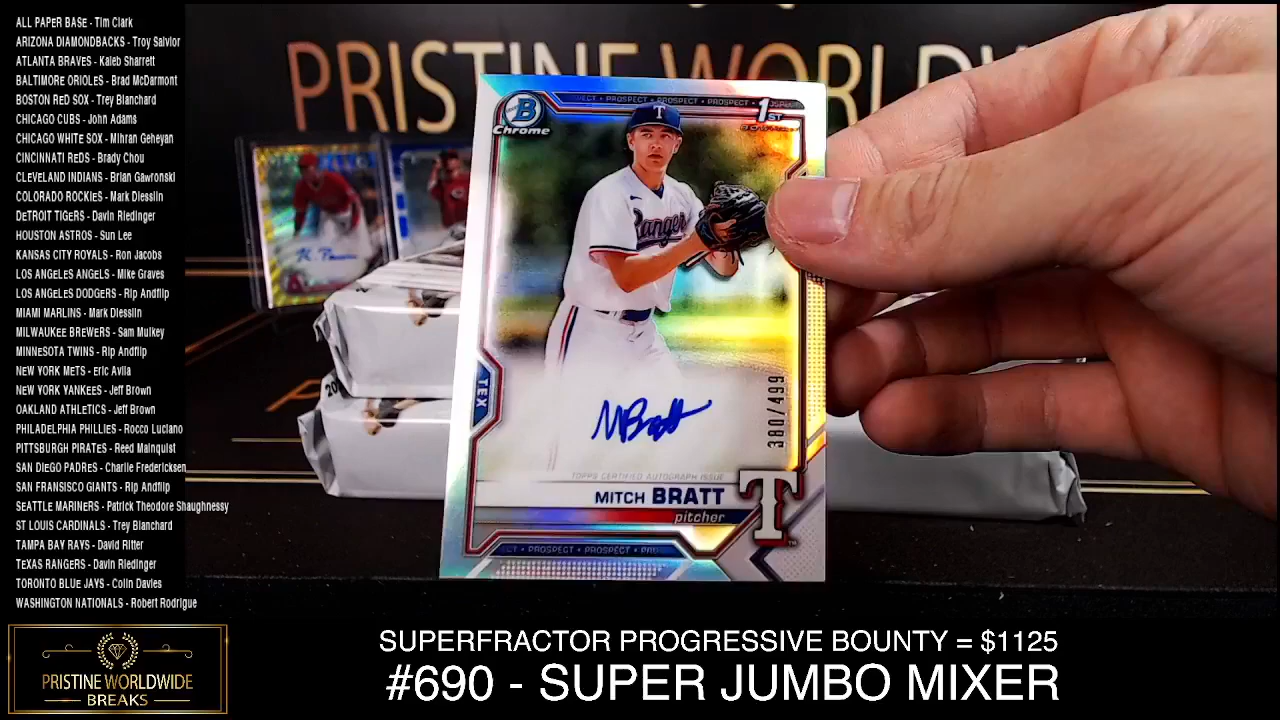 ALL PAPER BASE - Tim Clark
ARIZONA DIAMONDBACKS - Troy Salvior
ATLANTA BRAVES - Kaleb Sharrett
BALTIMORE ORIOLES - Brad McDarmont
BOSTON RED SOX - Trey Blanchard
CHICAGO CUBS - John Adams
CHICAGO WHITE SOX - Mihran Geheyan
CINCINNATI REDS - Brady Chou
CLEVELAND INDIANS - Brian Gawronski
COLORADO ROCKIES - Mark Diesslin
DETROIT TIGERS - Davin Riedinger
HOUSTON ASTROS - Sun Lee
KANSAS CITY ROYALS - Ron Jacobs
LOS ANGELES ANGELS - Mike Graves
LOS ANGELES DODGERS - Rip Andflip
MIAMI MARLINS - Mark Diesslin
MILWAUKEE BREWERS - Sam Mulkey
MINNESOTA TWINS - Rip Andflip
NEW YORK METS - Eric Avila
NEW YORK YANKEES - Jeff Brown
OAKLAND ATHLETICS - Jeff Brown
PHILADELPHIA PHILLIES - Rocco Luciano
PITTSBURGH PIRATES - Reed Mainquist
SAN DIEGO PADRES - Charlie Fredericksen
SAN FRANSISCO GIANTS - Rip Andflip
SEATTLE MARINERS - Patrick Theodore Shaughnessy
ST LOUIS CARDINALS - Trey Blanchard
TAMPA BAY RAYS - David Ritter
TEXAS RANGERS - Davin Riedinger
TORONTO BLUE JAYS - Colin Davies
WASHINGTON NATIONALS - Robert Rodrigue
PRISTINE WORLDWIDE
BREAKS
PRISTINE WORL
PROSPECT • PROSPECT • PROSPECT
B
Chrome
1ST
T
Rangers
TEX
380/499
M Bratt
TOPPS CERTIFIED AUTOGRAPH ISSUE
MITCH BRATT
pitcher
T
PROSPECT • PROSPECT
SUPERFRACTOR PROGRESSIVE BOUNTY = $1125
#690 - SUPER JUMBO MIXER